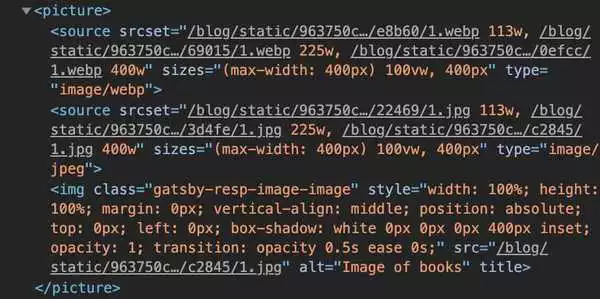 <picture>
<source srcset="/blog/static/963750c…/e8b60/1.webp 113w, /blog/
static/963750c…/69015/1.webp 225w, /blog/static/963750c…/0efcc/
1.webp 400w" sizes="(max-width: 400px) 100vw, 400px" type=
"image/webp">
<source srcset="/blog/static/963750c…/22469/1.jpg 113w, /blog/
static/963750c…/3d4fe/1.jpg 225w, /blog/static/963750c…/c2845/
1.jpg 400w" sizes="(max-width: 400px) 100vw, 400px" type="image/
jpeg">
<img class="gatsby-resp-image-image" style="width: 100%; height:
100%; margin: 0px; vertical-align: middle; position: absolute;
top: 0px; left: 0px; box-shadow: white 0px 0px 0px 400px inset;
opacity: 1; transition: opacity 0.5s ease 0s;" src="/blog/
static/963750c…/c2845/1.jpg" alt="Image of books" title>
</picture>